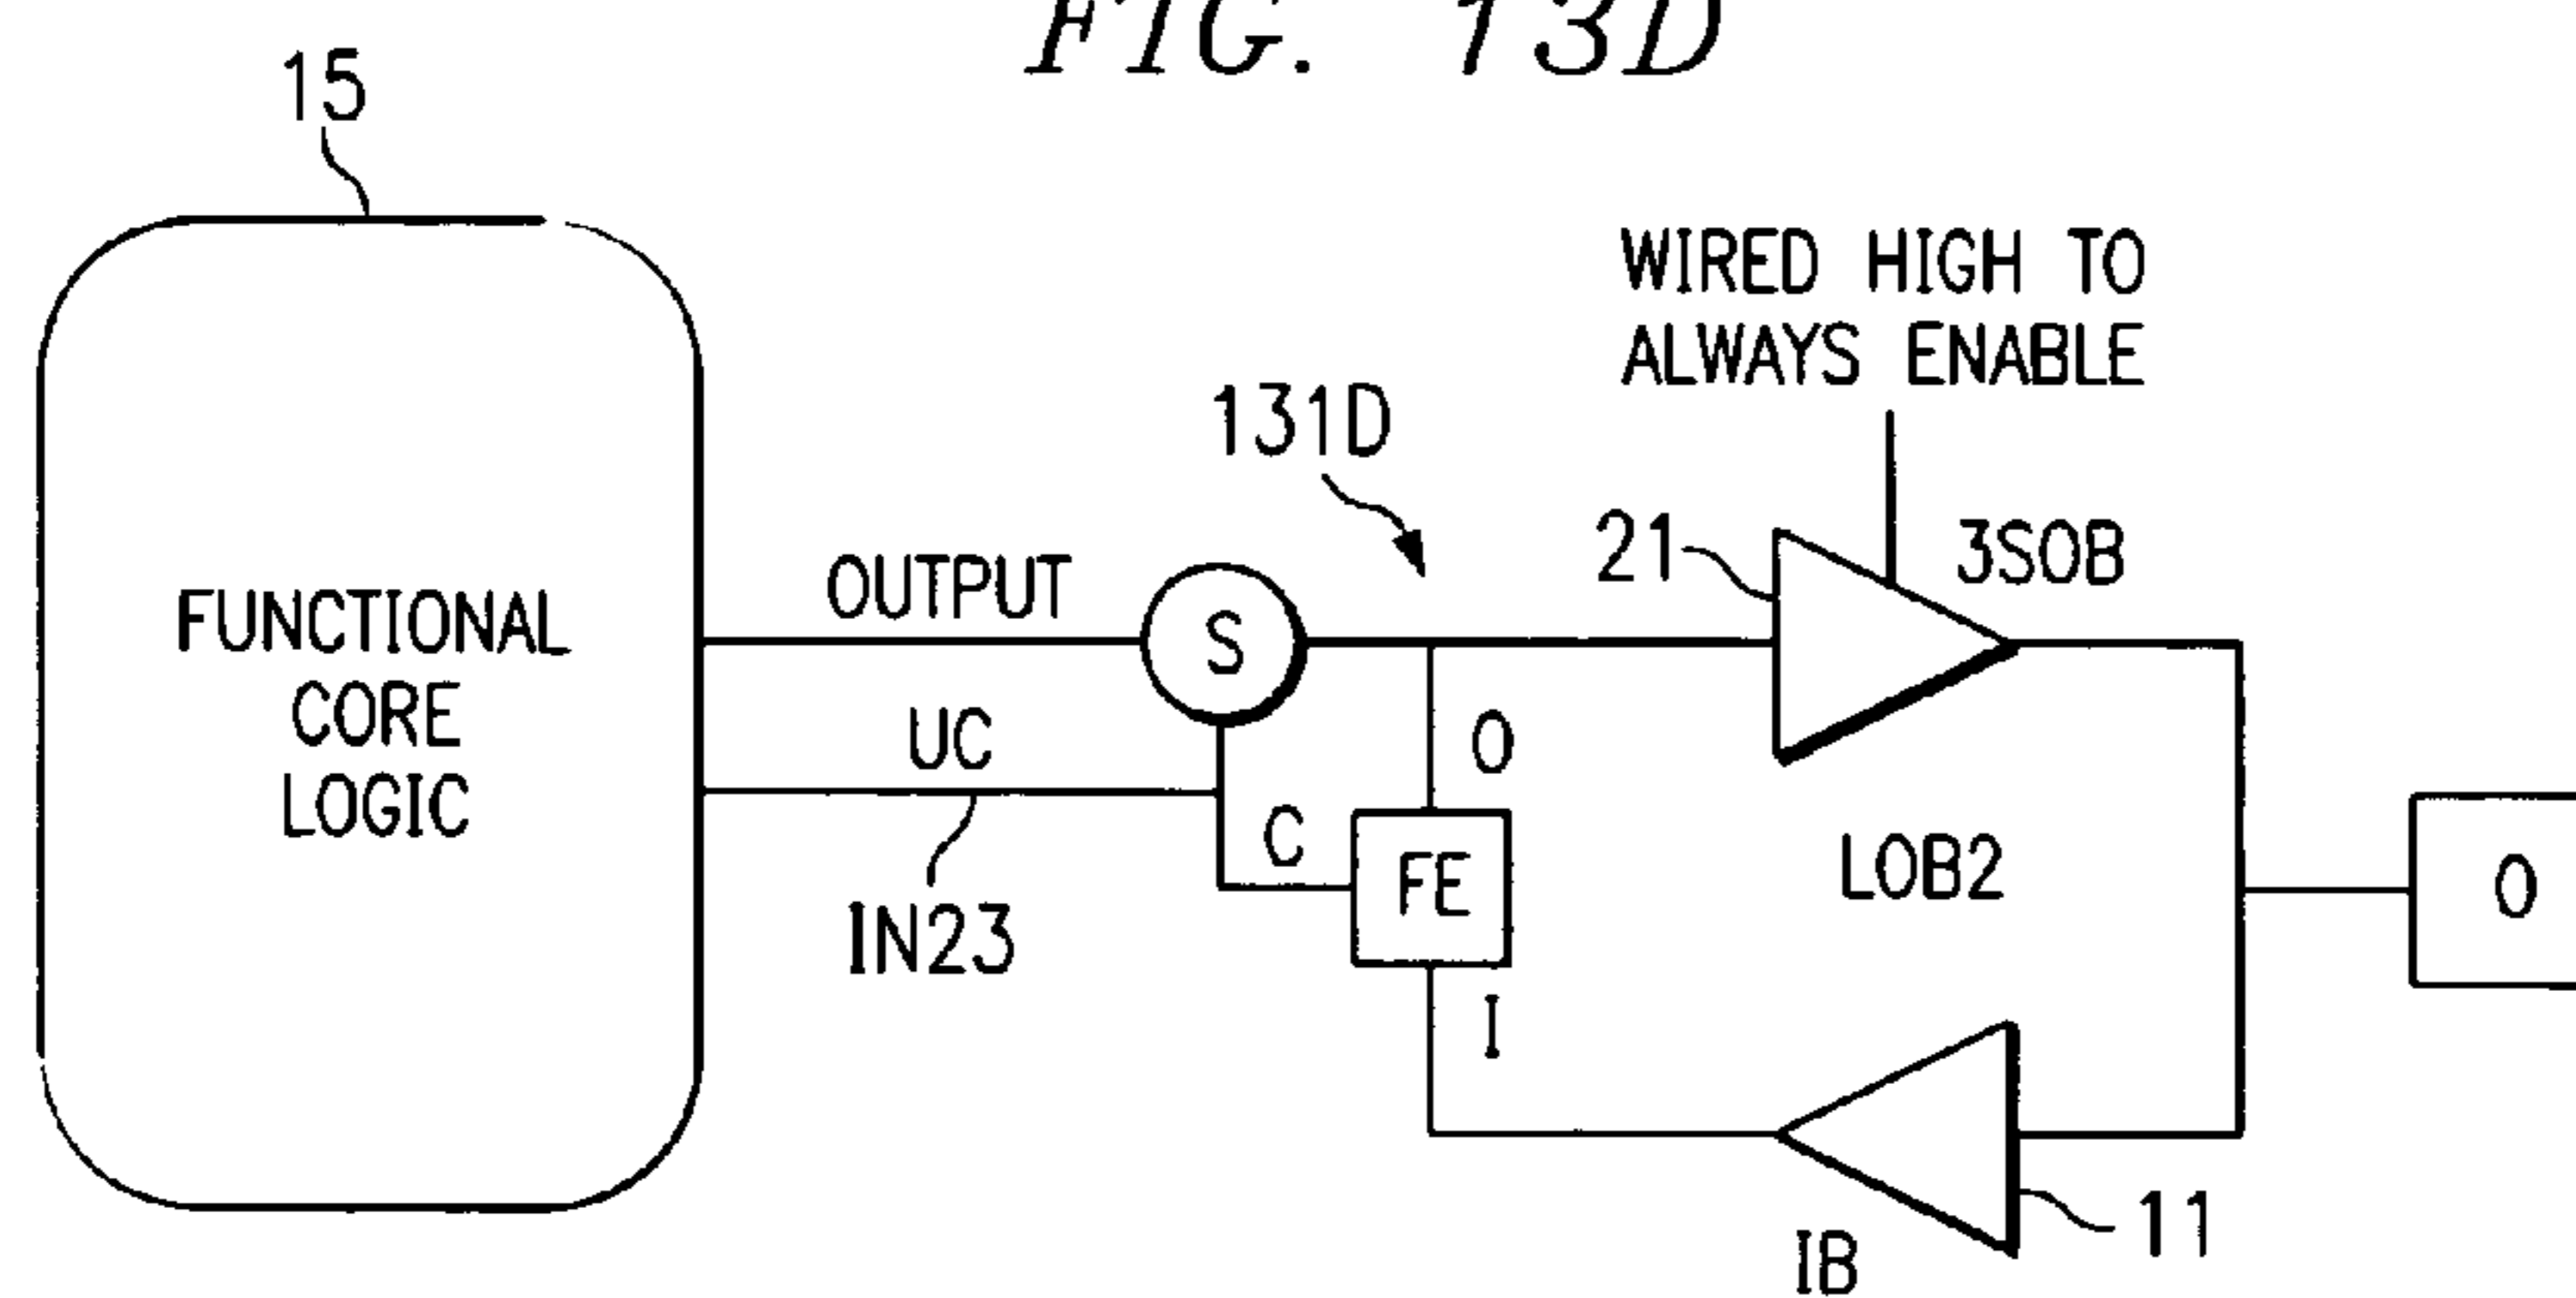 FIG. 13D
15
WIRED HIGH TO
ALWAYS ENABLE
131D
21
3SOB
OUTPUT
S
FUNCTIONAL
CORE
LOGIC
UC
O
C
FE
LOB2
O
IN23
I
11
IB